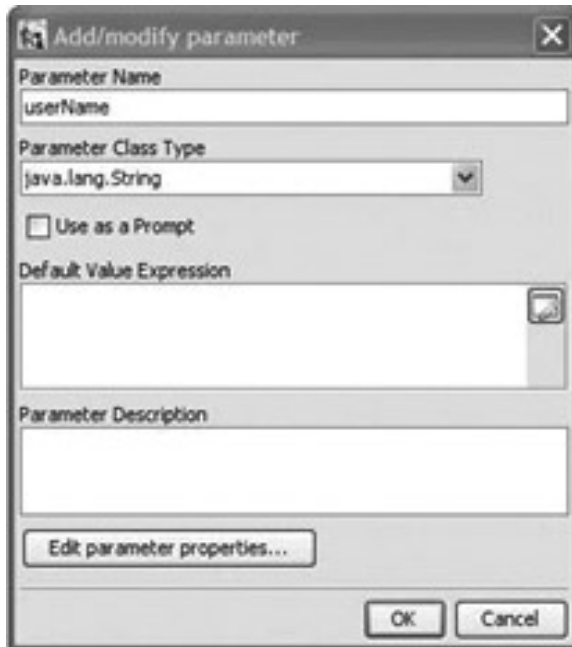 Add/modify parameter
Parameter Name
userName
Parameter Class Type
java.lang.String
Use as a Prompt
Default Value Expression
Parameter Description
Edit parameter properties...
OK Cancel